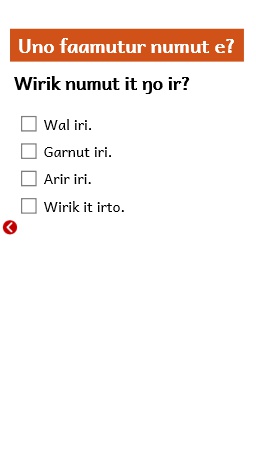 Uno faamutur numut e?
Wirik numut it ŋo ir?
Wal iri.
Garnut iri.
Arir iri.
Wirik it irto.